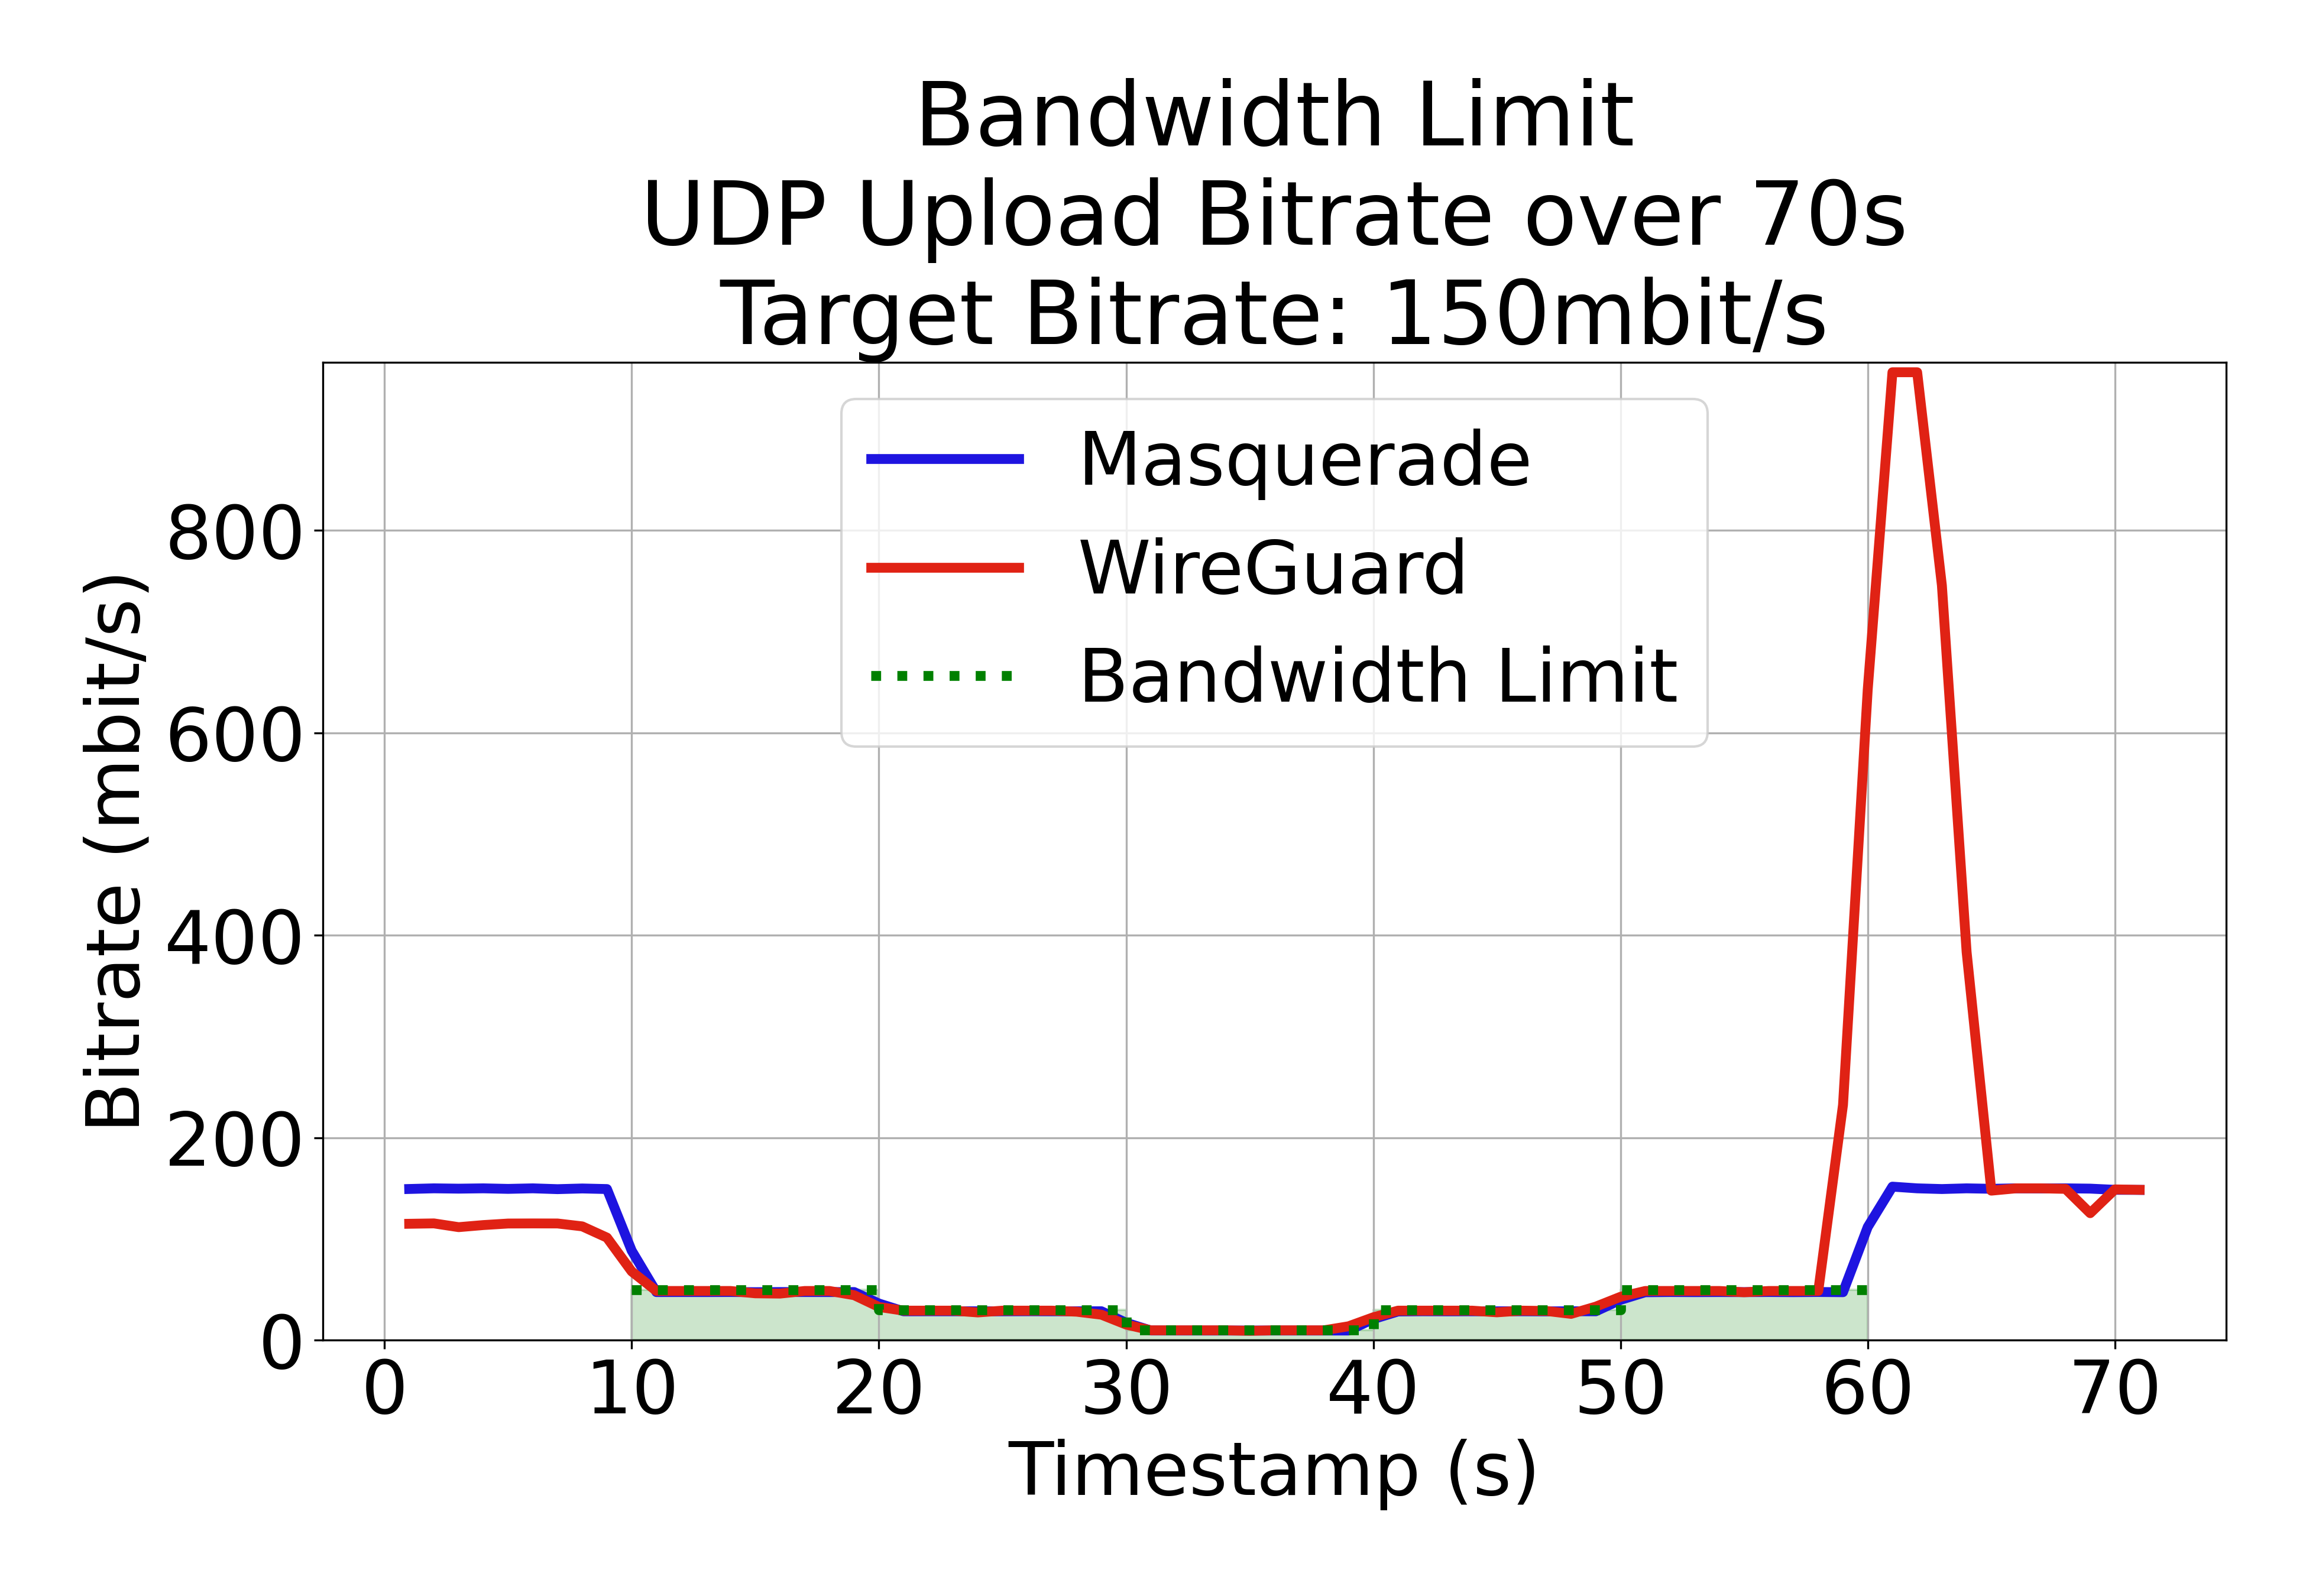 Bandwidth Limit
UDP Upload Bitrate over 70s
Target Bitrate: 150mbit/s
Masquerade
WireGuard
Bandwidth Limit
Bitrate (mbit/s)
800
600
400
200
0
0 10 20 30 40 50 60 70
Timestamp (s)